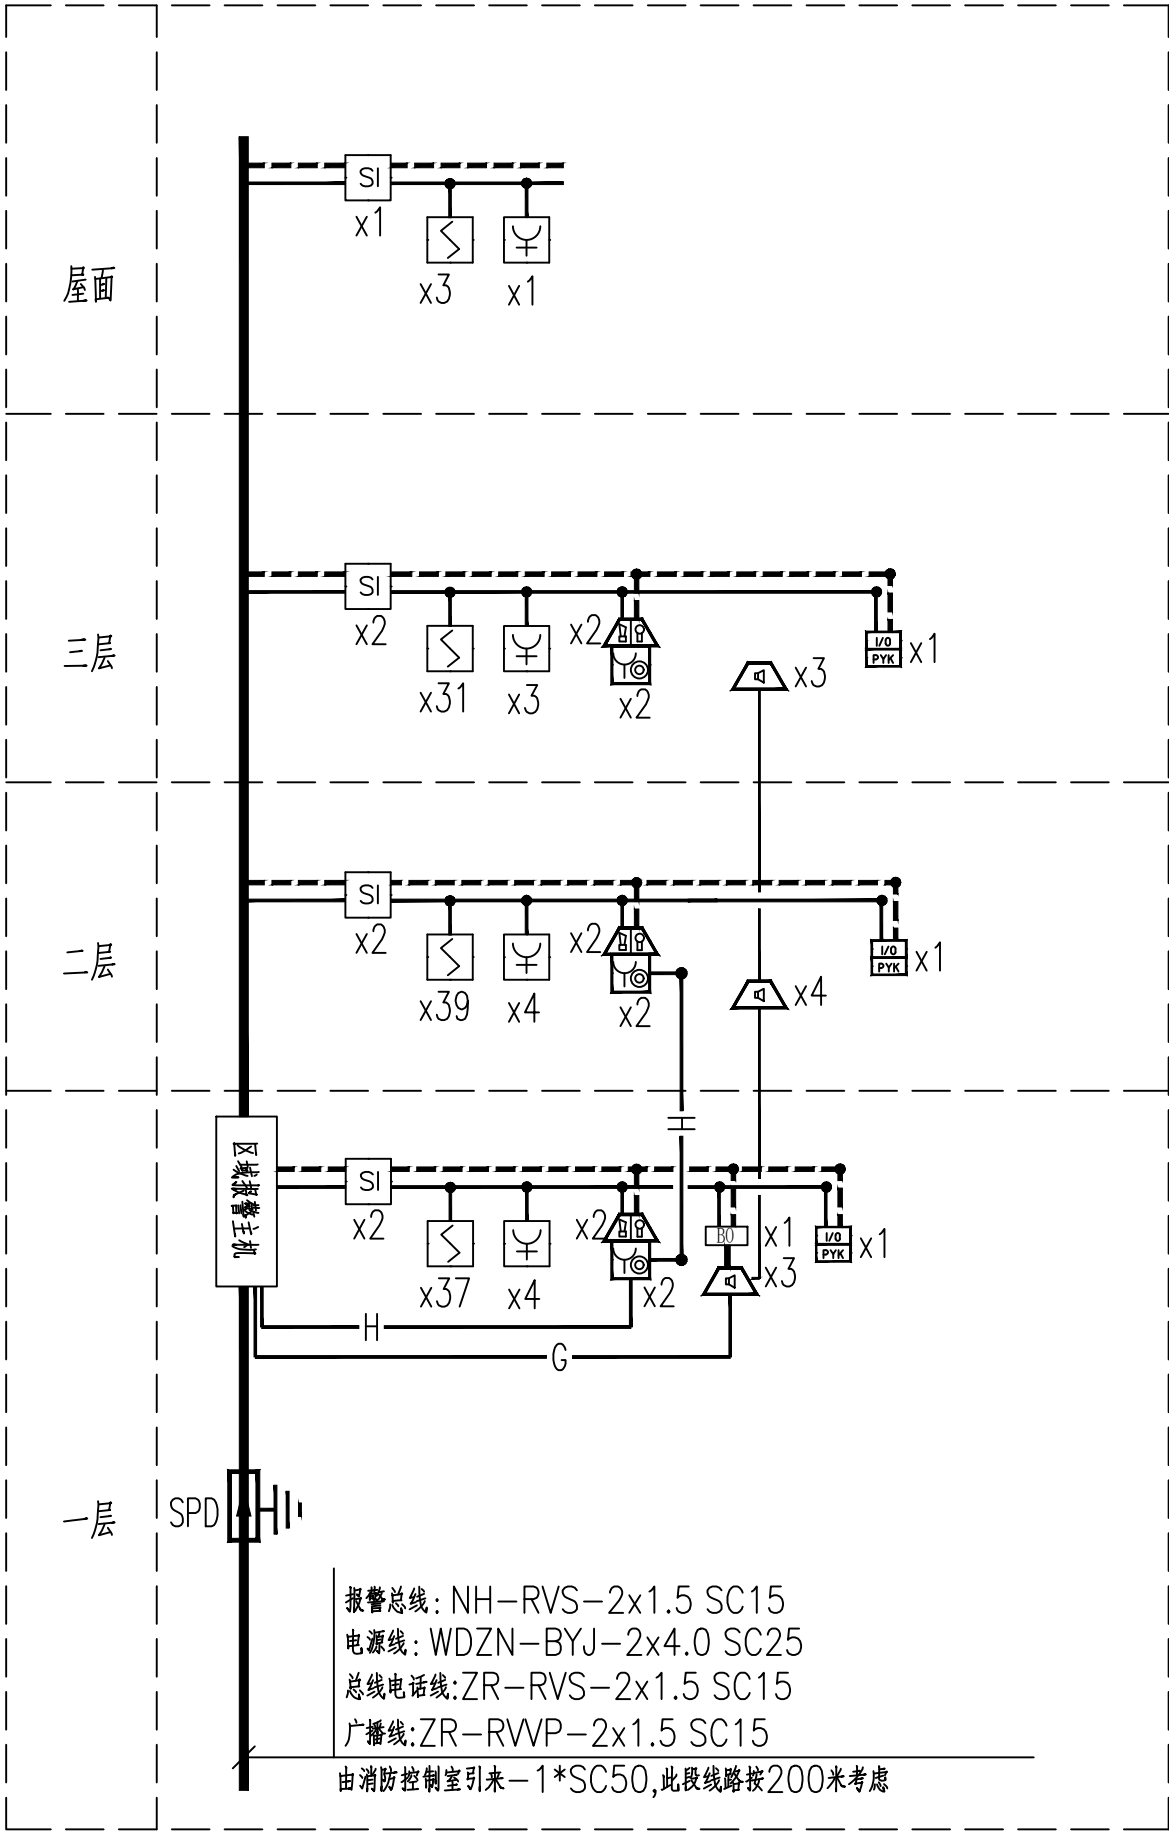 SI
x1
x3
x1
屋面
SI
x2
x31
x3
x2
x2
x3
I/O
PYK
x1
三层
SI
x2
x39
x4
x2
x2
x4
I/O
PYK
x1
二层
H
区域报警主机
SI
x2
x37
x4
x2
x2
BO
x1
x3
I/O
PYK
x1
H
G
一层
SPD
报警总线: NH-RVS-2x1.5 SC15
电源线: WDZN-BYJ-2x4.0 SC25
总线电话线:ZR-RVS-2x1.5 SC15
广播线:ZR-RVVP-2x1.5 SC15
由消防控制室引来-1*SC50,此段线路按200米考虑